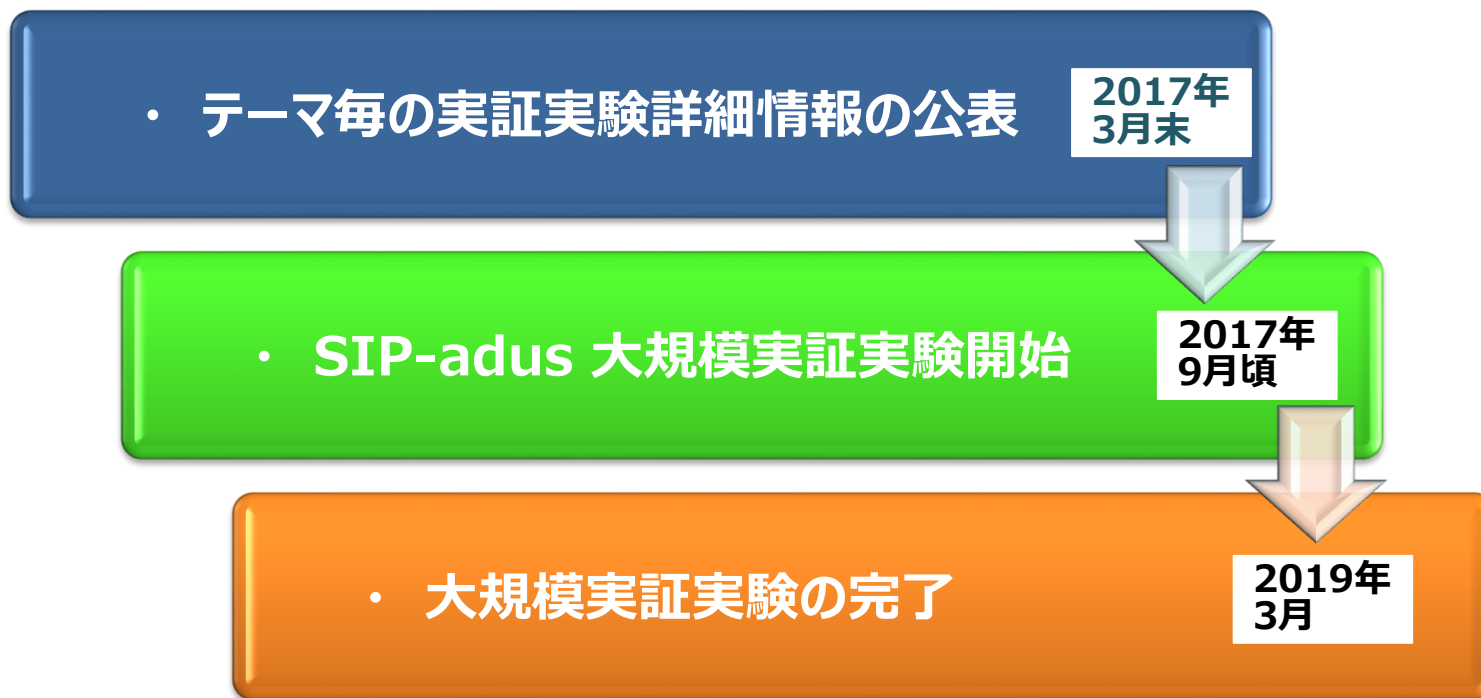 ・ テーマ毎の実証実験詳細情報の公表
2017年
3月末
・ SIP-adus 大規模実証実験開始
2017年
9月頃
・ 大規模実証実験の完了
2019年
3月